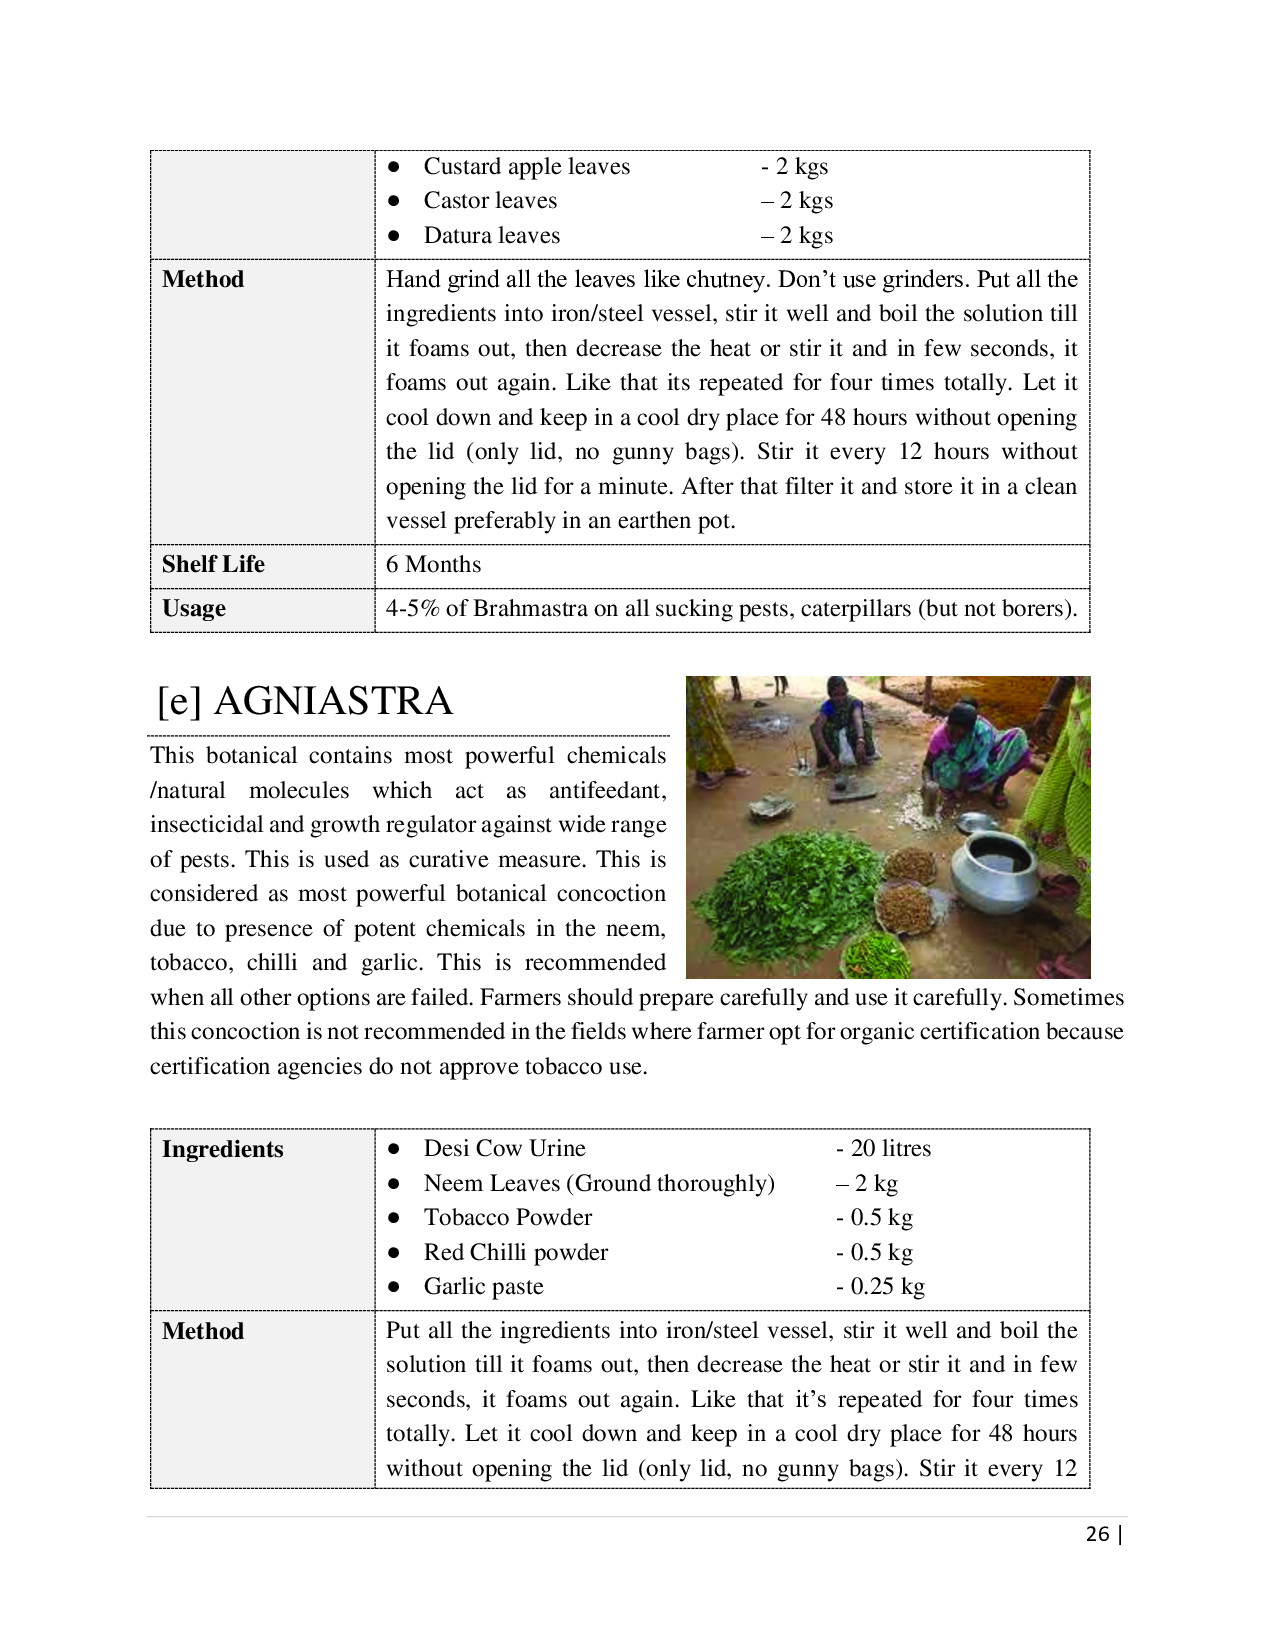 ● Custard apple leaves - 2 kgs
● Castor leaves – 2 kgs
● Datura leaves – 2 kgs
Method
Hand grind all the leaves like chutney. Don’t use grinders. Put all the
ingredients into iron/steel vessel, stir it well and boil the solution till
it foams out, then decrease the heat or stir it and in few seconds, it
foams out again. Like that its repeated for four times totally. Let it
cool down and keep in a cool dry place for 48 hours without opening
the lid (only lid, no gunny bags). Stir it every 12 hours without
opening the lid for a minute. After that filter it and store it in a clean
vessel preferably in an earthen pot.
Shelf Life 6 Months
Usage 4-5% of Brahmastra on all sucking pests, caterpillars (but not borers).
[e] AGNIASTRA
This botanical contains most powerful chemicals
/natural molecules which act as antifeedant,
insecticidal and growth regulator against wide range
of pests. This is used as curative measure. This is
considered as most powerful botanical concoction
due to presence of potent chemicals in the neem,
tobacco, chilli and garlic. This is recommended
when all other options are failed. Farmers should prepare carefully and use it carefully. Sometimes
this concoction is not recommended in the fields where farmer opt for organic certification because
certification agencies do not approve tobacco use.
Ingredients
● Desi Cow Urine - 20 litres
● Neem Leaves (Ground thoroughly) – 2 kg
● Tobacco Powder - 0.5 kg
● Red Chilli powder - 0.5 kg
● Garlic paste - 0.25 kg
Method
Put all the ingredients into iron/steel vessel, stir it well and boil the
solution till it foams out, then decrease the heat or stir it and in few
seconds, it foams out again. Like that it’s repeated for four times
totally. Let it cool down and keep in a cool dry place for 48 hours
without opening the lid (only lid, no gunny bags). Stir it every 12
26 |